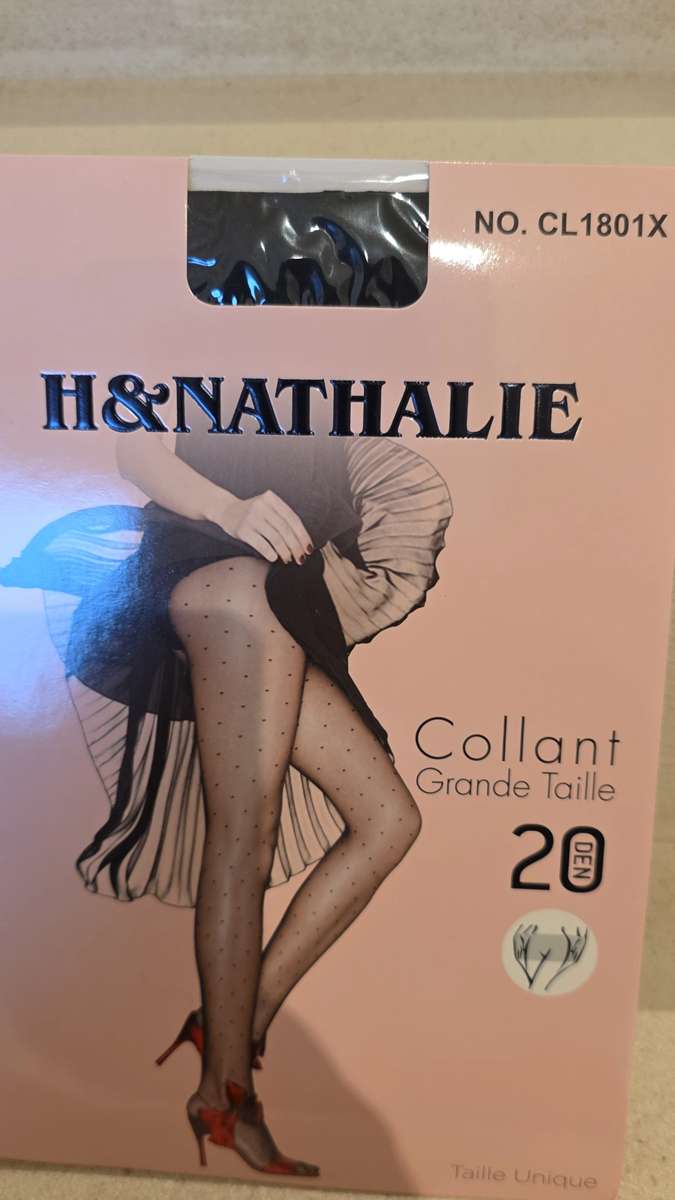 NO. CL1801X
H&NATHALIE
Collant
Grande Taille
20 DEN
Taille Unique